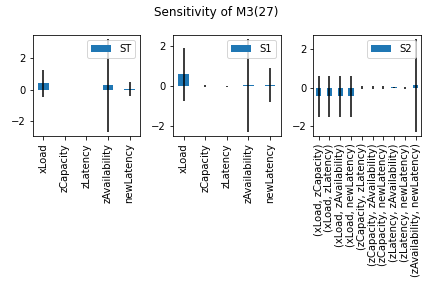 Sensitivity of M3(27)
ST
2
0
−2
xLoad
zCapacity
zLatency
zAvailability
newLatency
S1
2
0
−2
xLoad
zCapacity
zLatency
zAvailability
newLatency
S2
2
0
−2
(xLoad, zCapacity)
(xLoad, zLatency)
(xLoad, zAvailability)
(xLoad, newLatency)
(zCapacity, zLatency)
(zCapacity, zAvailability)
(zCapacity, newLatency)
(zLatency, zAvailability)
(zLatency, newLatency)
(zAvailability, newLatency)